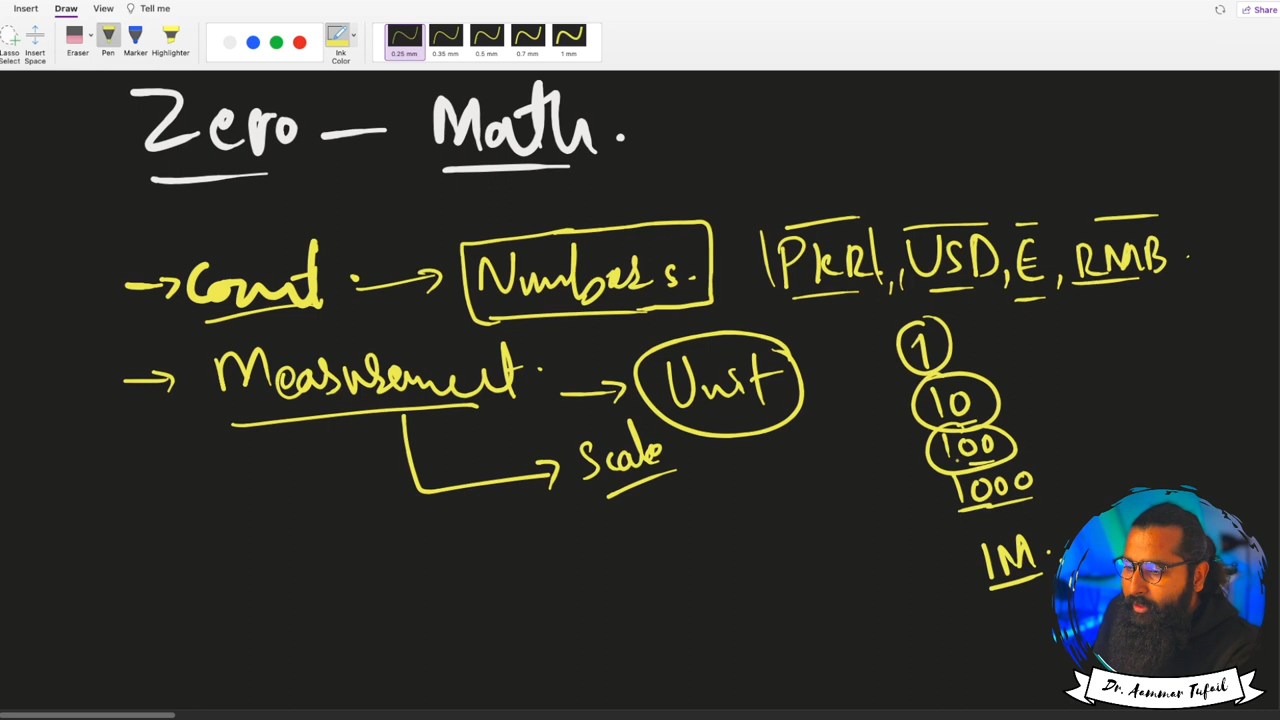 Insert Draw View Tell me
Share
Lasso Select
Insert Space
Eraser
Pen
Marker
Highlighter
Ink Color
0.25 mm
0.35 mm
0.5 mm
0.7 mm
1 mm
Zero — Math.
→ Count. → Numbers. PKR, USD, E, RMB.
→ Measurement. → Unit
→ Scale
1
10
100
1000
1M.
Dr. Aammar Tufail